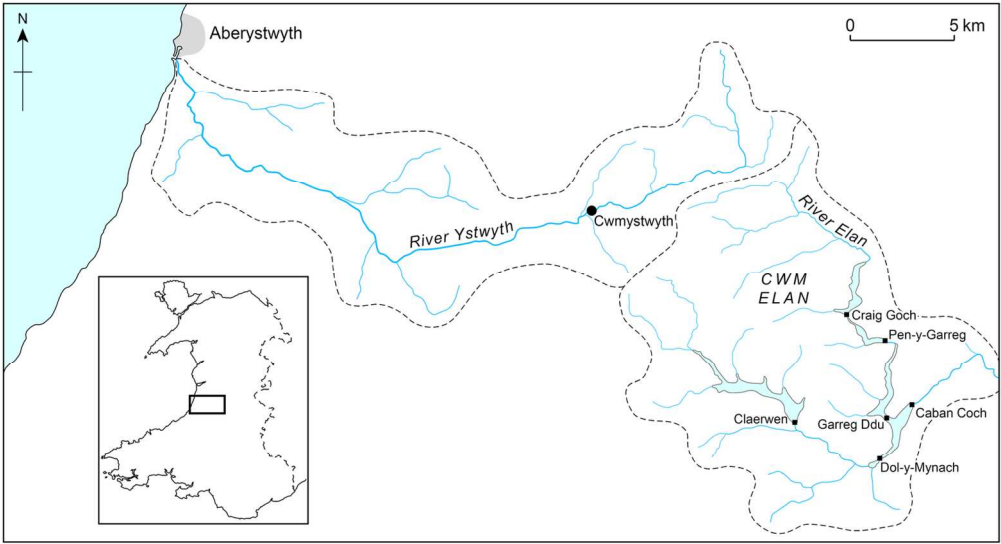 N
Aberystwyth
0 5 km
River Ystwyth
Cwmystwyth
River Elan
CWM
ELAN
Craig Goch
Pen-y-Garreg
Claerwen
Garreg Ddu
Caban Coch
Dol-y-Mynach